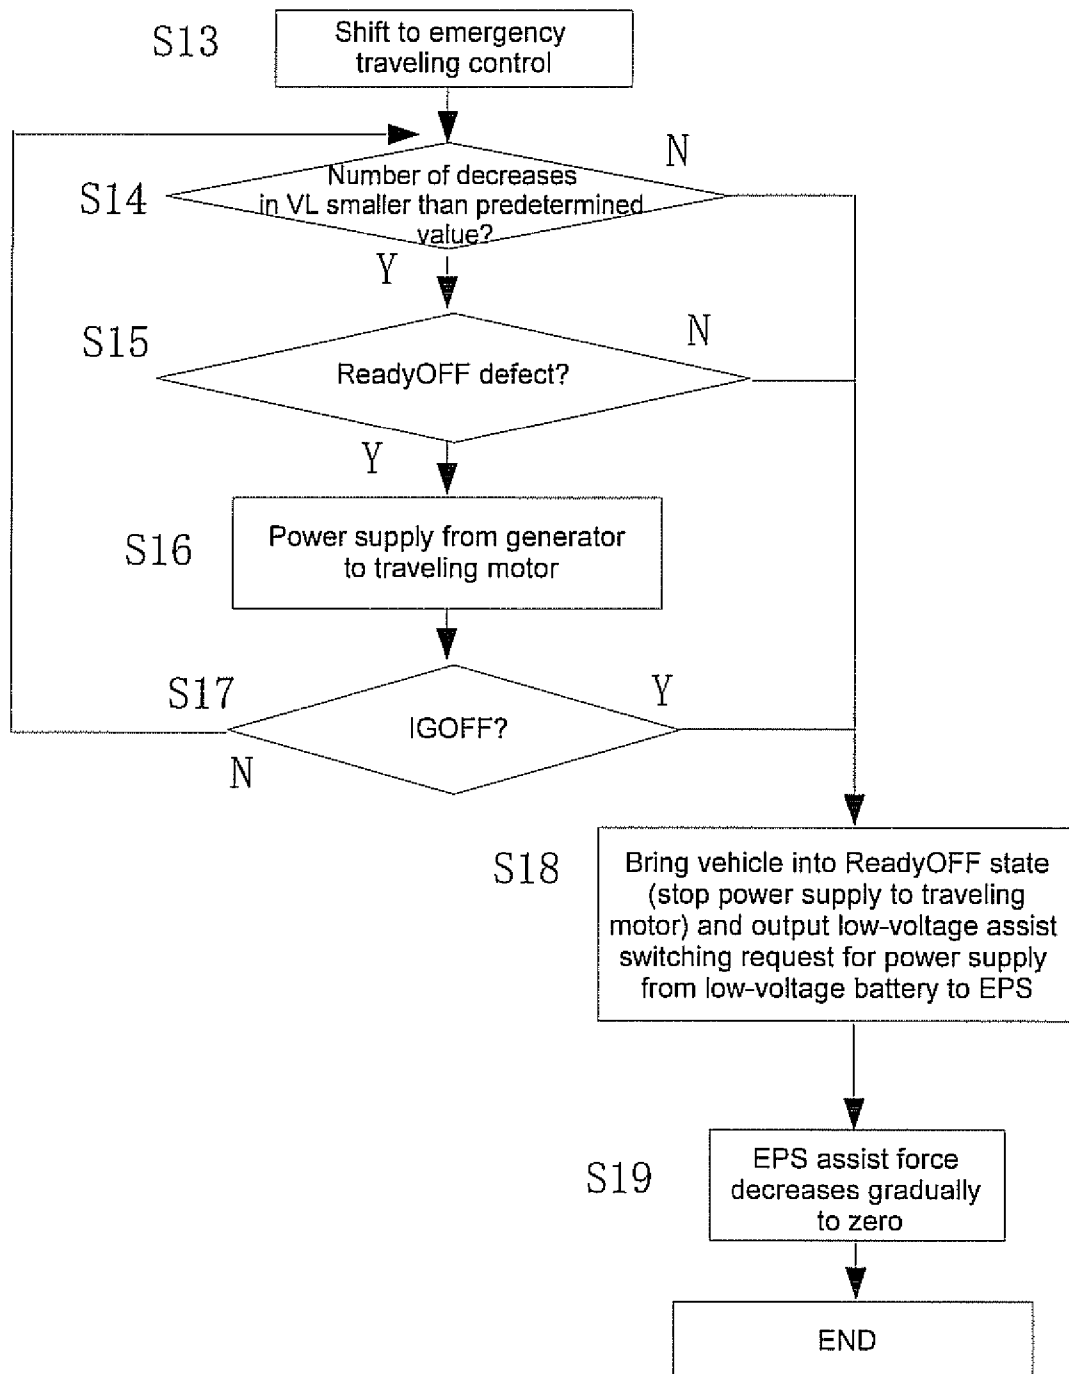 S13
Shift to emergency
traveling control
N
S14
Number of decreases
in VL smaller than predetermined
value?
Y
S15
N
ReadyOFF defect?
Y
S16
Power supply from generator
to traveling motor
S17
Y
IGOFF?
N
S18
Bring vehicle into ReadyOFF state
(stop power supply to traveling
motor) and output low-voltage assist
switching request for power supply
from low-voltage battery to EPS
S19
EPS assist force
decreases gradually
to zero
END